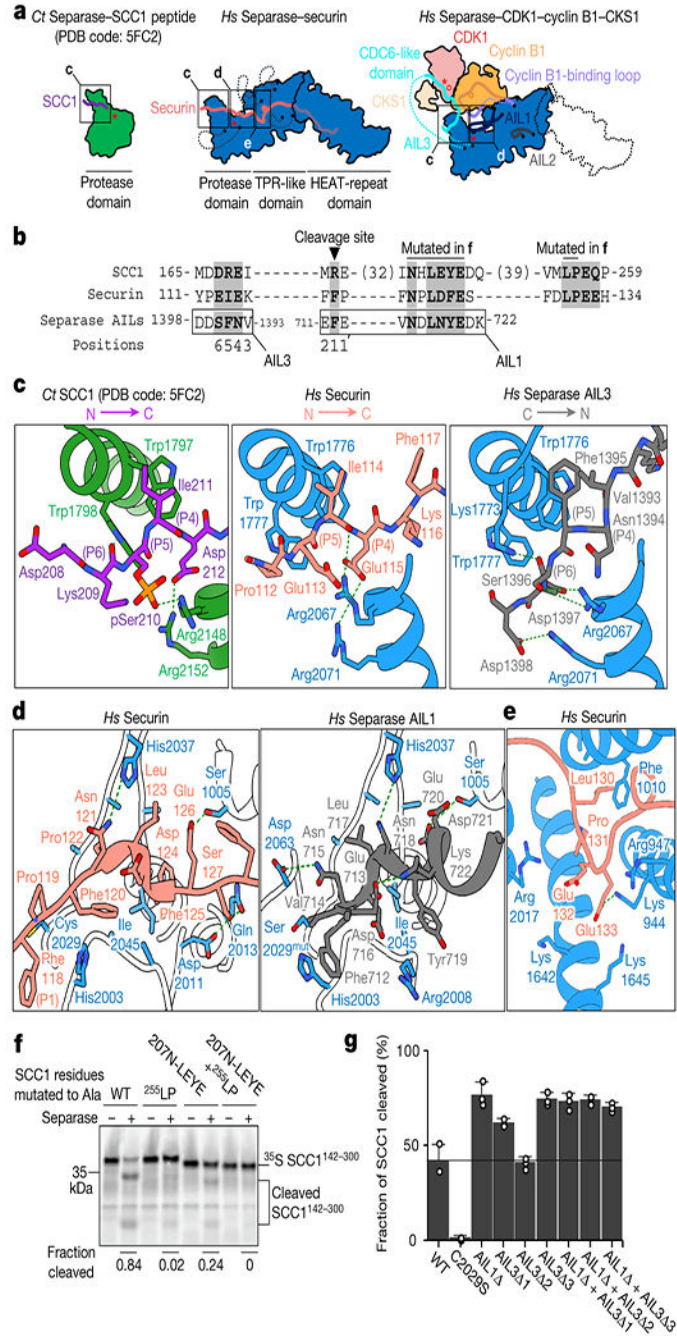 a
Ct Separase–SCC1 peptide
(PDB code: 5FC2)
Hs Separase–securin
Hs Separase–CDK1–cyclin B1–CKS1
c
SCC1
Protease
domain
c
d
Securin
e
Protease
domain
TPR-like
domain
HEAT-repeat
domain
CDC6-like
domain
CDK1
Cyclin B1
Cyclin B1-binding loop
CKS1
AIL1
AIL3
AIL2
c
d
b
Cleavage site
Mutated in f
Mutated in f
SCC1 165- MDDREI------MRE-(32)INHLEYEDQ-(39)-VMLPEQP-259
Securin 111- YPEIEK------FFP----FNPLDFES------FDLPEEH-134
Separase AILs 1398- DDSFNV-1393 711-EFE----VNDLNYEDK-722
Positions 6543 211′
AIL3
AIL1
c
Ct SCC1 (PDB code: 5FC2)
N → C
Trp1797
Ile211
Trp1798
(P4)
(P5)
(P6)
Asp
212
Asp208
Lys209
pSer210
Arg2148
Arg2152
Hs Securin
N → C
Trp1776
Phe117
Ile114
Trp
1777
Lys
116
(P5)
(P4)
Glu115
Pro112
Glu113
Arg2067
Arg2071
Hs Separase AIL3
C → N
Trp1776
Phe1395
Val1393
Lys1773
Asn1394
(P5)
(P4)
Trp1777
(P6)
Ser1396
Asp1397
Arg2067
Asp1398
Arg2071
d
Hs Securin
His2037
Leu
123
Glu
126
Ser
1005
Asn
121
Pro122
Asp
124
Ser
127
Pro119
Phe120
Phe125
Cys
2029
Ile
2045
Gln
2013
Phe
118
(P1)
Asp
2011
His2003
Hs Separase AIL1
His2037
Glu
720
Ser
1005
Leu
717
Asn
718
Asp721
Asp
2063
Asn
715
Glu
713
Lys
722
Val714
Ser
2029mut
Ile
2045
Asp
716
Tyr719
Phe712
His2003
Arg2008
e
Hs Securin
Leu130
Phe
1010
Pro
131
Arg947
Arg
2017
Glu
132
Lys
944
Glu133
Lys
1642
Lys
1645
f
SCC1 residues
mutated to Ala
WT
255LP
207N-LEYE
207N-LEYE
+255LP
Separase
– + – + – + – +
35
kDa
35S SCC1142–300
Cleaved
SCC1142–300
Fraction
cleaved
0.84 0.02 0.24 0
g
Fraction of SCC1 cleaved (%)
100
50
0
WT
C2029S
AIL1Δ
AIL3Δ1
AIL3Δ2
AIL3Δ3
AIL1Δ + AIL3Δ1
AIL1Δ + AIL3Δ2
AIL1Δ + AIL3Δ3